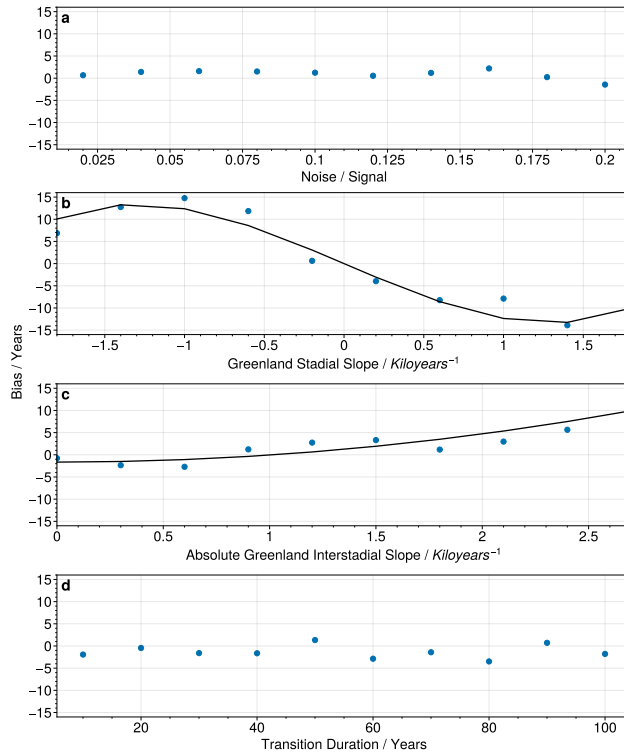 a
15
10
5
0
−5
−10
−15
0.025 0.05 0.075 0.1 0.125 0.15 0.175 0.2
Noise / Signal
b
15
10
5
0
−5
−10
−15
−1.5 −1 −0.5 0 0.5 1 1.5
Greenland Stadial Slope / Kiloyears⁻¹
Bias / Years
c
15
10
5
0
−5
−10
−15
0 0.5 1 1.5 2 2.5
Absolute Greenland Interstadial Slope / Kiloyears⁻¹
d
15
10
5
0
−5
−10
−15
20 40 60 80 100
Transition Duration / Years